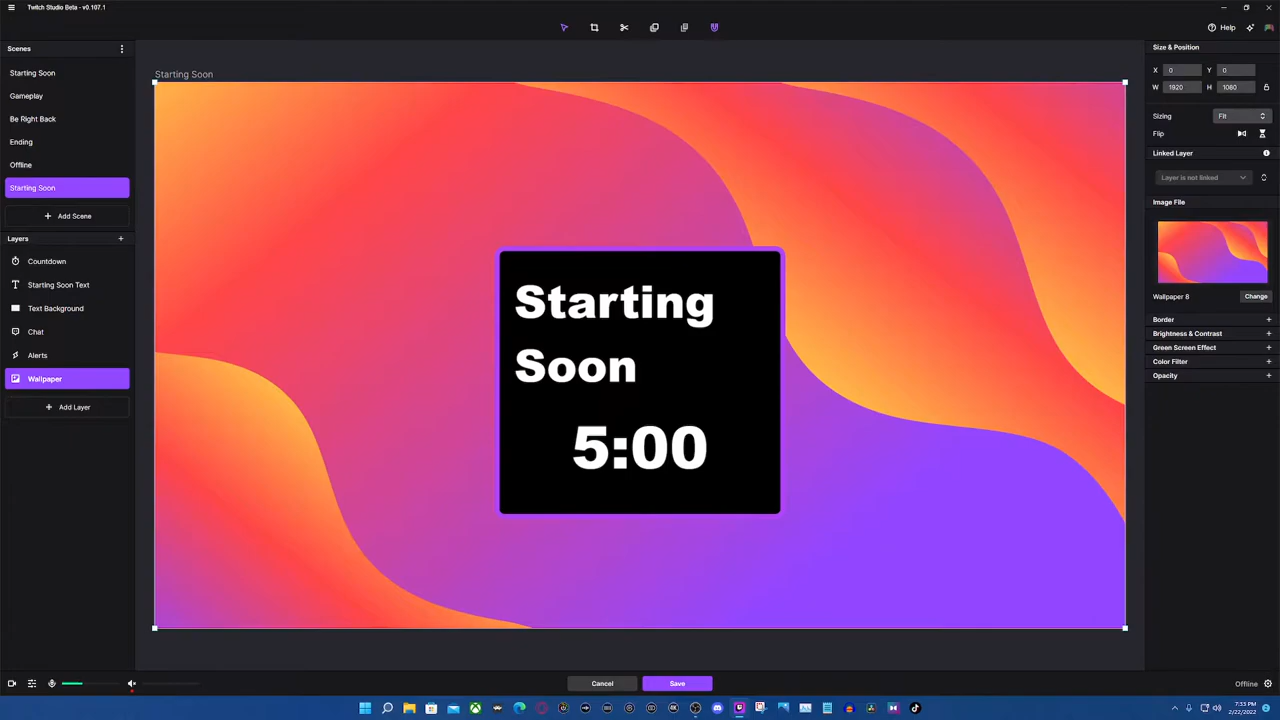 Twitch Studio Beta - v0.107.1
Help
Scenes
Starting Soon
Gameplay
Be Right Back
Ending
Offline
Starting Soon
Add Scene
Layers
Countdown
Starting Soon Text
Text Background
Chat
Alerts
Wallpaper
Add Layer
Starting Soon
Starting
Soon
5:00
Size & Position
X 0 Y 0
W 1920 H 1080
Sizing Fit
Flip
Linked Layer
Layer is not linked
Image File
Wallpaper 8 Change
Border
Brightness & Contrast
Green Screen Effect
Color Filter
Opacity
Cancel Save
Offline
7:33 PM
2/22/2022